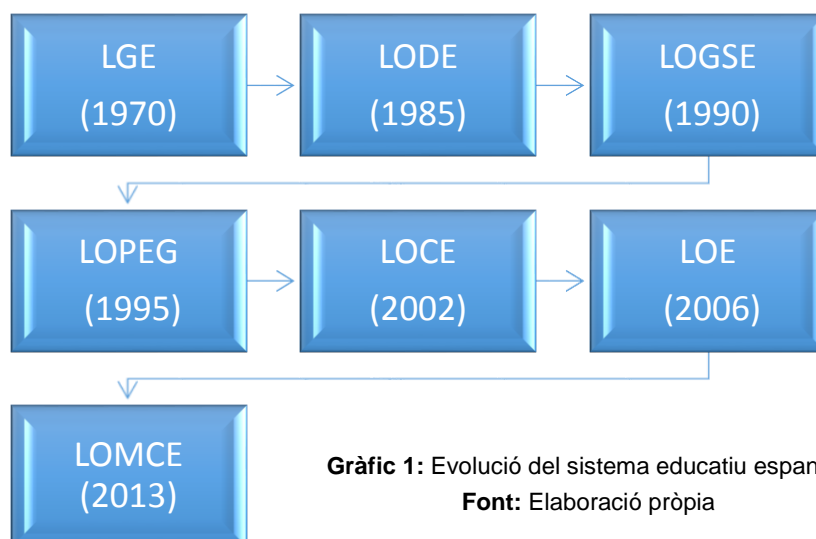 LGE
(1970)
LODE
(1985)
LOGSE
(1990)
LOPEG
(1995)
LOCE
(2002)
LOE
(2006)
LOMCE
(2013)
Gràfic 1: Evolució del sistema educatiu espan
Font: Elaboració pròpia